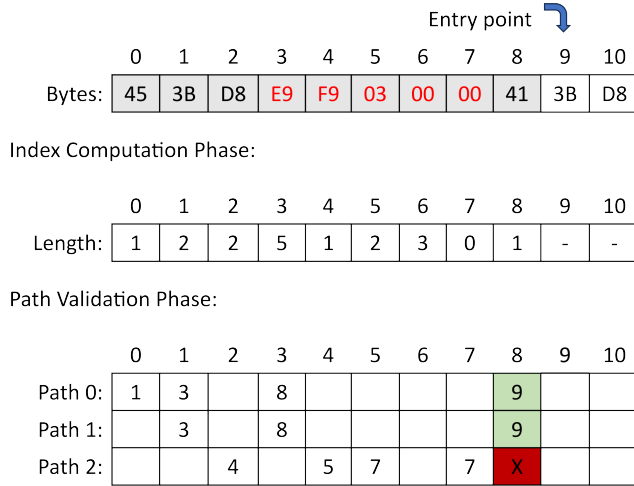 Entry point
0 1 2 3 4 5 6 7 8 9 10
Bytes: 45 3B D8 E9 F9 03 00 00 41 3B D8
Index Computation Phase:
0 1 2 3 4 5 6 7 8 9 10
Length: 1 2 2 5 1 2 3 0 1 - -
Path Validation Phase:
0 1 2 3 4 5 6 7 8 9 10
Path 0: 1 3 8 9
Path 1: 3 8 9
Path 2: 4 5 7 7 X